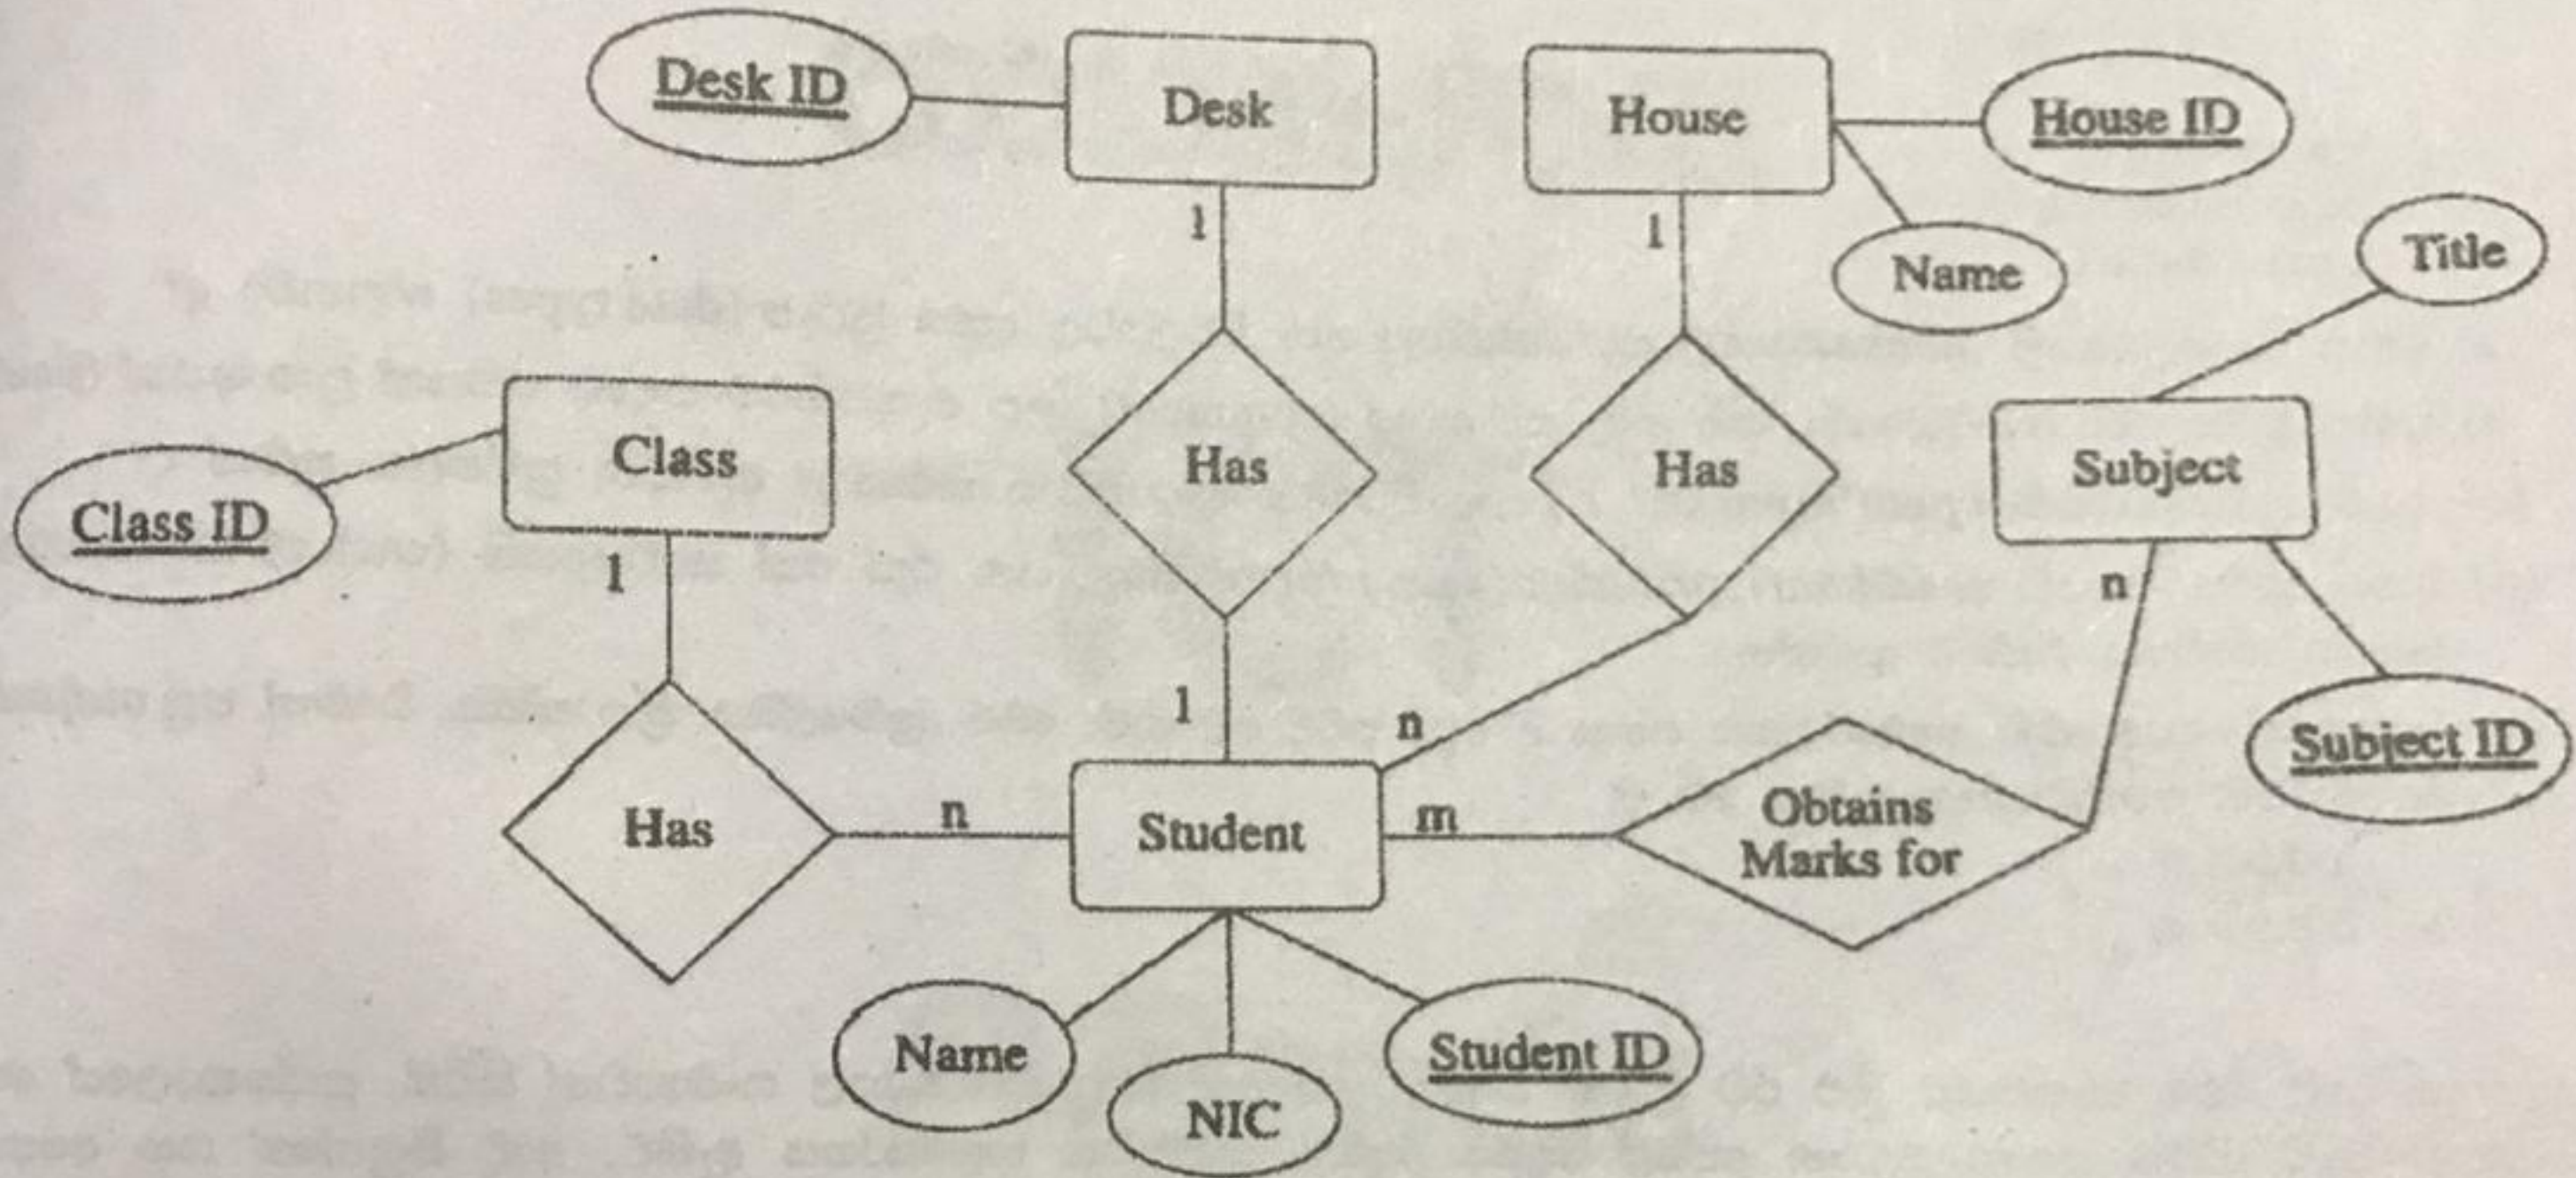 Desk ID
Desk
House
House ID
1
1
Name
Title
Class ID
Class
Has
Has
Subject
1
n
1
n
Subject ID
Has
n
Student
m
Obtains
Marks for
Name
NIC
Student ID